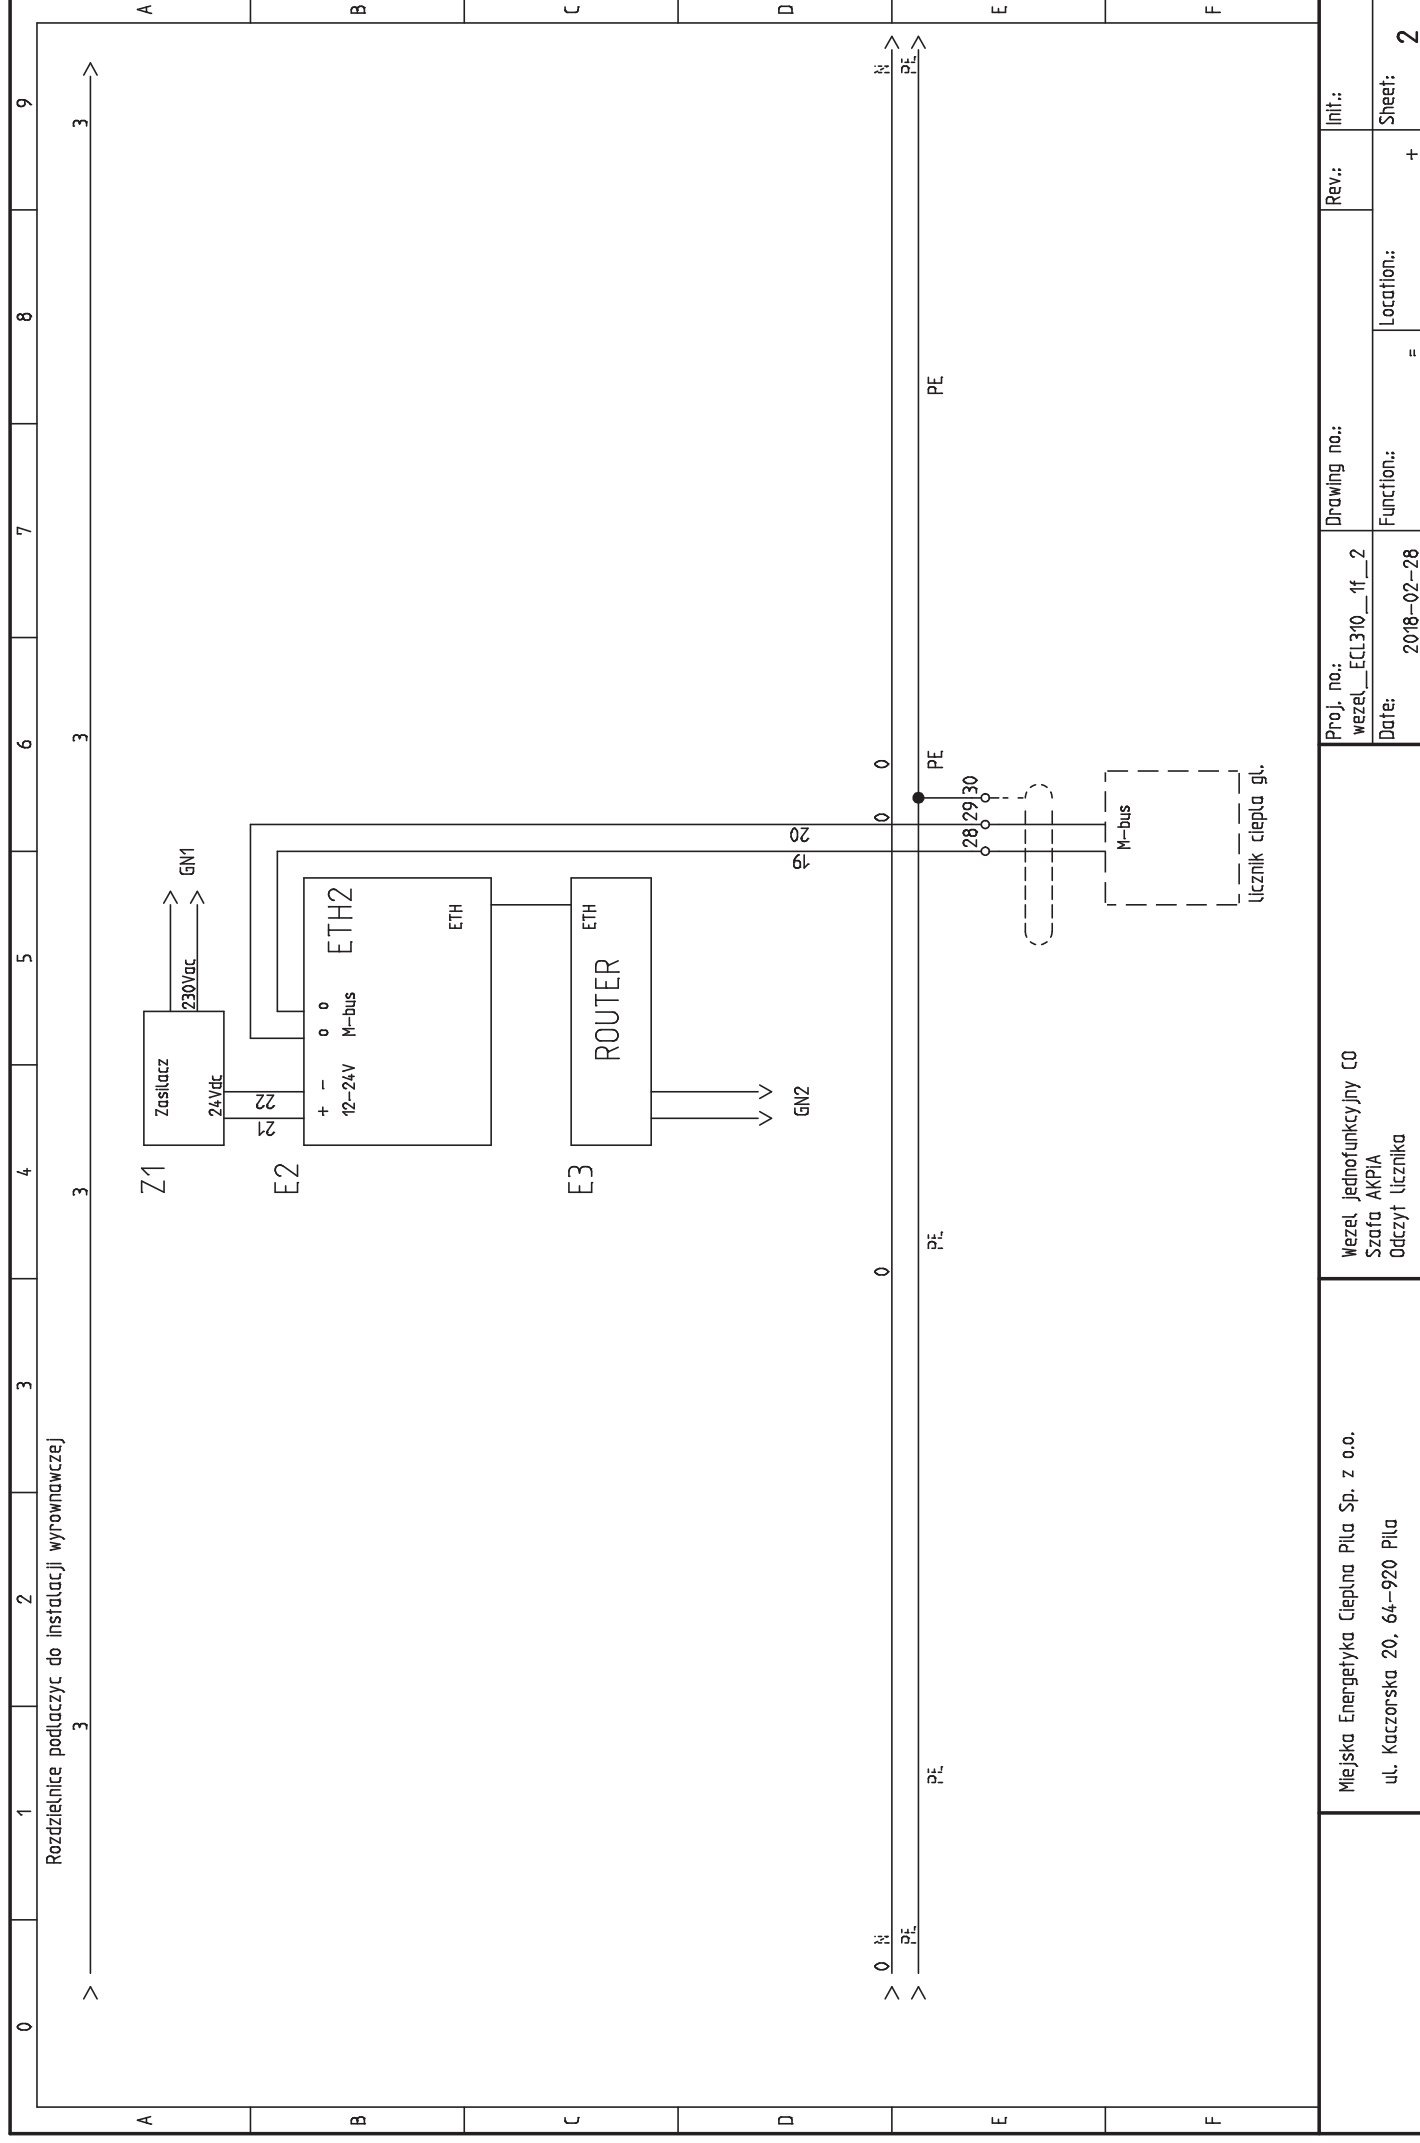 0 1 2 3 4 5 6 7 8 9
Rozdzielnice podlaczyc do instalacji wyrownawczej
3 3 3 3
A A
Z1
Zasilacz
24Vdc
230Vac
GN1
21 22
B B
E2
+ - o o
12-24V M-bus
ETH2
ETH
C C
E3
ROUTER
ETH
D D
GN2
19 20
0 N 0 0 0 N
PE PE
PE PE PE PE
E E
28 29 30
M-bus
licznik ciepla gl.
F F
Miejska Energetyka Cieplna Pila Sp. z o.o.
ul. Kaczorska 20, 64-920 Pila
Wezel jednofunkcyjny CO
Szafa AKPiA
Odczyt licznika
Proj. no.:
wezel__ECL310__1f__2
Drawing no.:
Rev.:
Init.:
Date:
2018-02-28
Function.:
=
Location.:
+
Sheet:
2